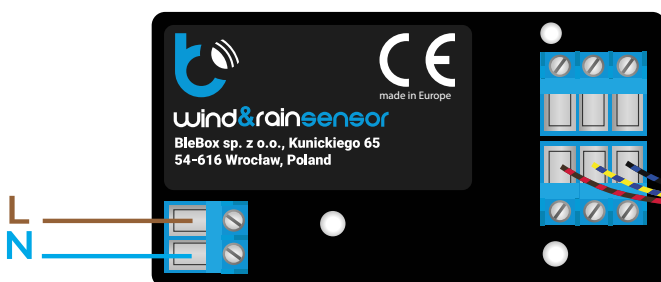 CE
made in Europe
wind&rainsensor
BleBox sp. z o.o., Kunickiego 65
54-616 Wrocław, Poland
L
N